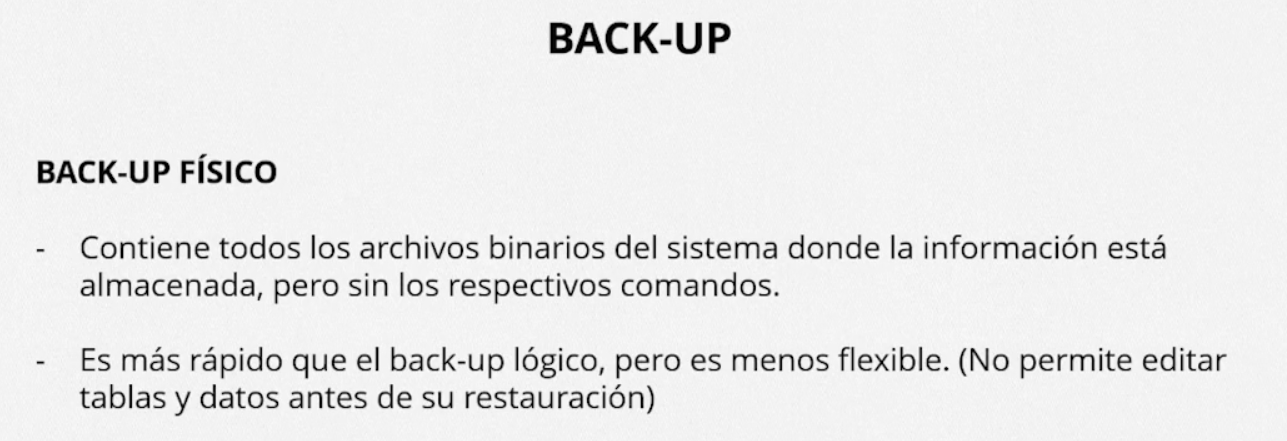 BACK-UP
BACK-UP FÍSICO
- Contiene todos los archivos binarios del sistema donde la información está
almacenada, pero sin los respectivos comandos.
- Es más rápido que el back-up lógico, pero es menos flexible. (No permite editar
tablas y datos antes de su restauración)